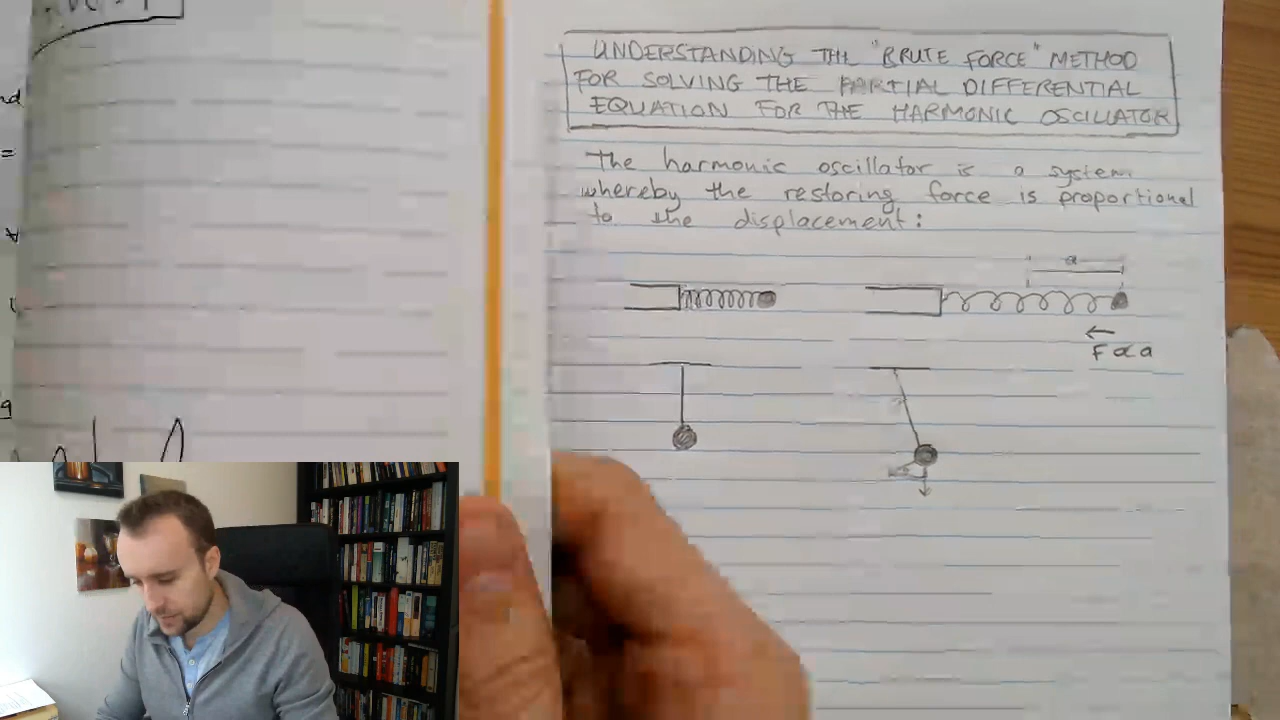 UNDERSTANDING THE "BRUTE FORCE" METHOD
FOR SOLVING THE PARTIAL DIFFERENTIAL
EQUATION FOR THE HARMONIC OSCILLATOR
The harmonic oscillator is a system
whereby the restoring force is proportional
to the displacement:
a
F ∝ a